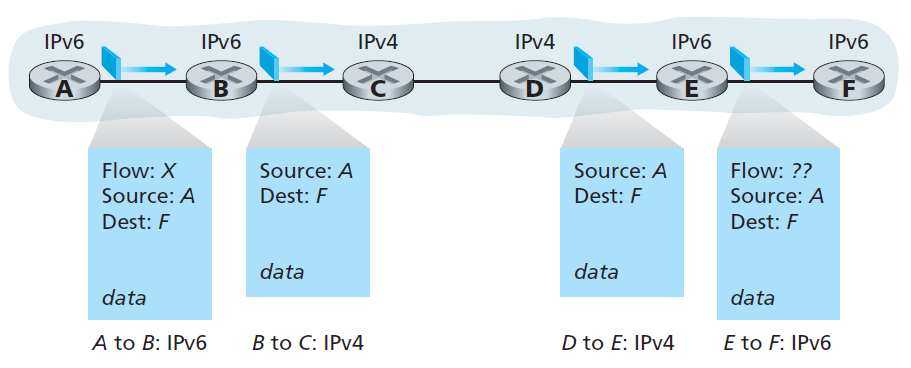 IPv6 IPv6 IPv4 IPv4 IPv6 IPv6
A B C D E F
Flow: X
Source: A
Dest: F
data
Source: A
Dest: F
data
Source: A
Dest: F
data
Flow: ??
Source: A
Dest: F
data
A to B: IPv6 B to C: IPv4 D to E: IPv4 E to F: IPv6